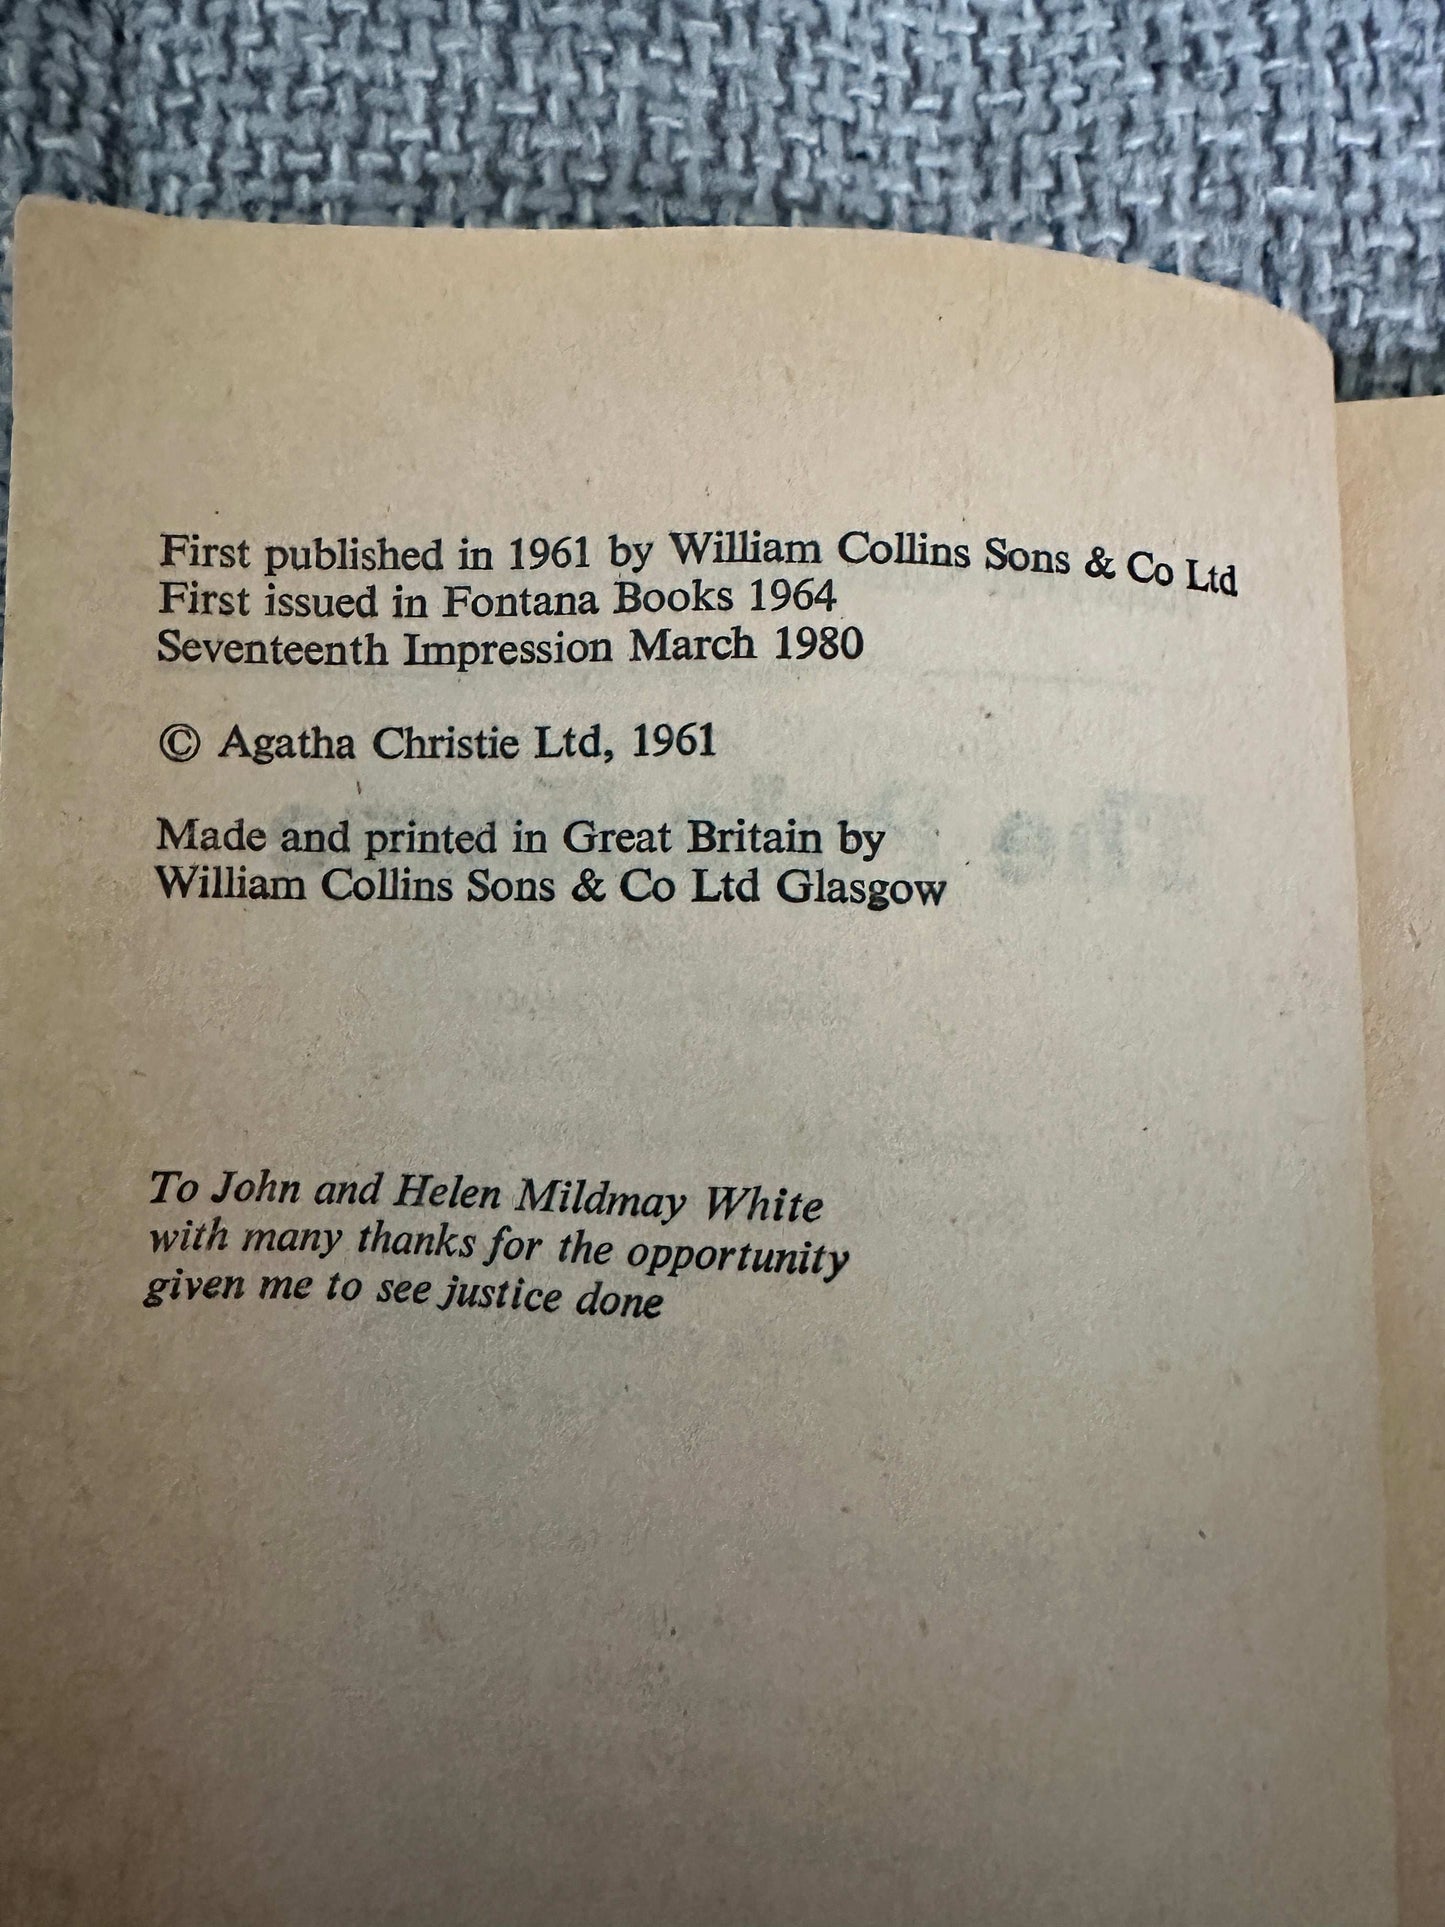 First published in 1961 by William Collins Sons & Co Ltd
First issued in Fontana Books 1964
Seventeenth Impression March 1980
© Agatha Christie Ltd, 1961
Made and printed in Great Britain by
William Collins Sons & Co Ltd Glasgow
To John and Helen Mildmay White
with many thanks for the opportunity
given me to see justice done